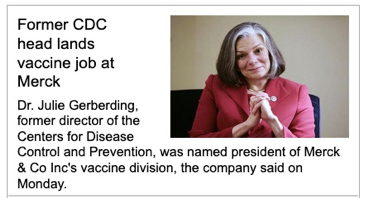 Former CDC
head lands
vaccine job at
Merck
Dr. Julie Gerberding,
former director of the
Centers for Disease
Control and Prevention, was named president of Merck
& Co Inc's vaccine division, the company said on
Monday.